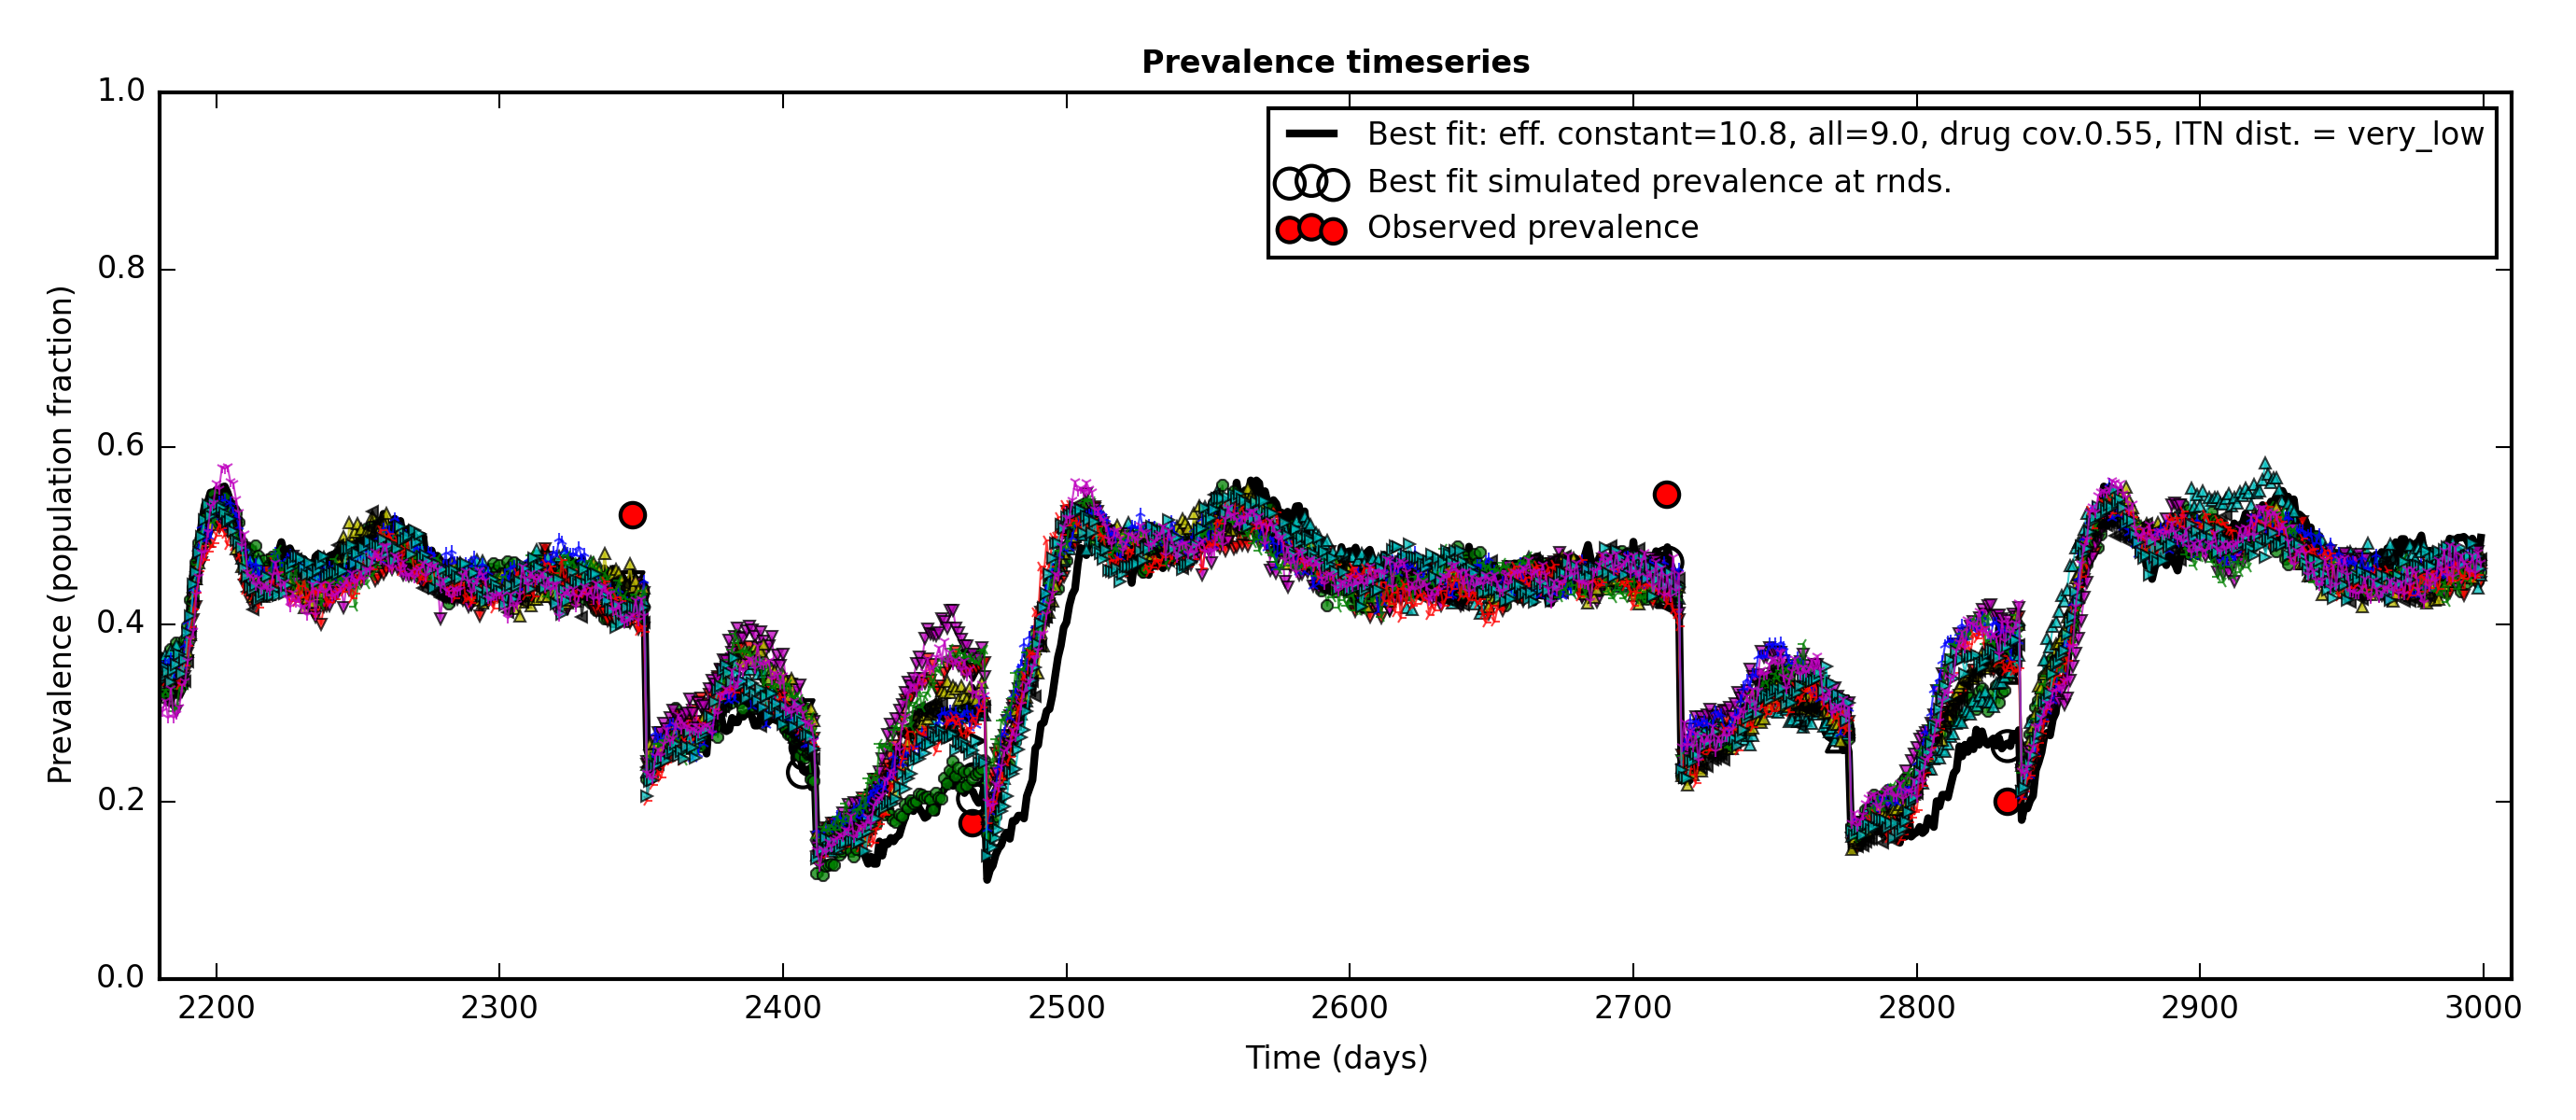 Prevalence timeseries
Best fit: eff. constant=10.8, all=9.0, drug cov.0.55, ITN dist. = very_low
Best fit simulated prevalence at rnds.
Observed prevalence
Prevalence (population fraction)
1.0
0.8
0.6
0.4
0.2
0.0
2200 2300 2400 2500 2600 2700 2800 2900 3000
Time (days)